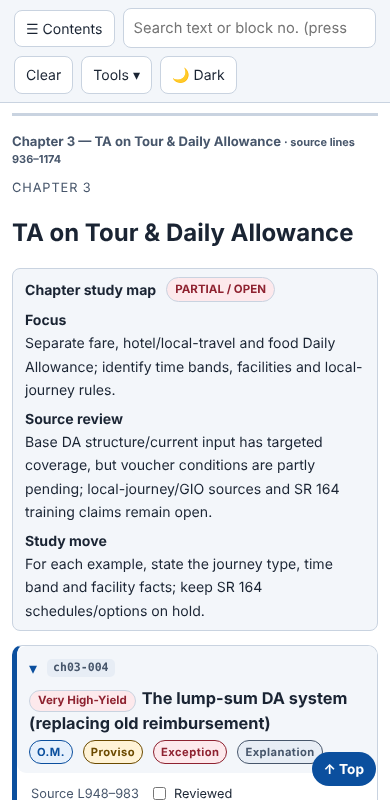 ☰ Contents
Search text or block no. (press
Clear
Tools ▾
🌙 Dark
Chapter 3 — TA on Tour & Daily Allowance · source lines
936–1174
CHAPTER 3
TA on Tour & Daily Allowance
Chapter study map PARTIAL / OPEN
Focus
Separate fare, hotel/local-travel and food Daily
Allowance; identify time bands, facilities and local-
journey rules.
Source review
Base DA structure/current input has targeted
coverage, but voucher conditions are partly
pending; local-journey/GIO sources and SR 164
training claims remain open.
Study move
For each example, state the journey type, time
band and facility facts; keep SR 164
schedules/options on hold.
▾ ch03-004
Very High-Yield The lump-sum DA system
(replacing old reimbursement)
O.M. Proviso Exception Explanation
↑ Top
Source L948–983 Reviewed